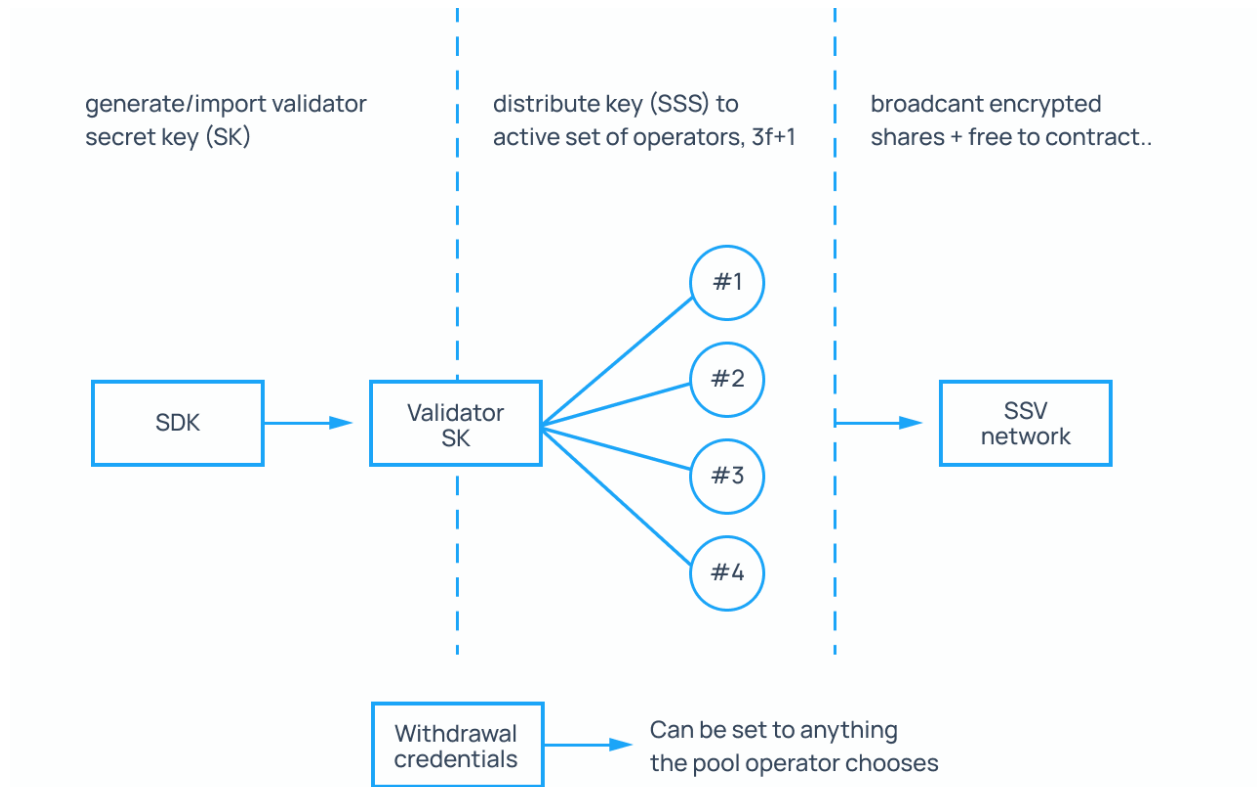 generate/import validator
secret key (SK)
distribute key (SSS) to
active set of operators, 3f+1
broadcant encrypted
shares + free to contract..
#1
#2
#3
#4
SDK
Validator
SK
SSV
network
Withdrawal
credentials
Can be set to anything
the pool operator chooses